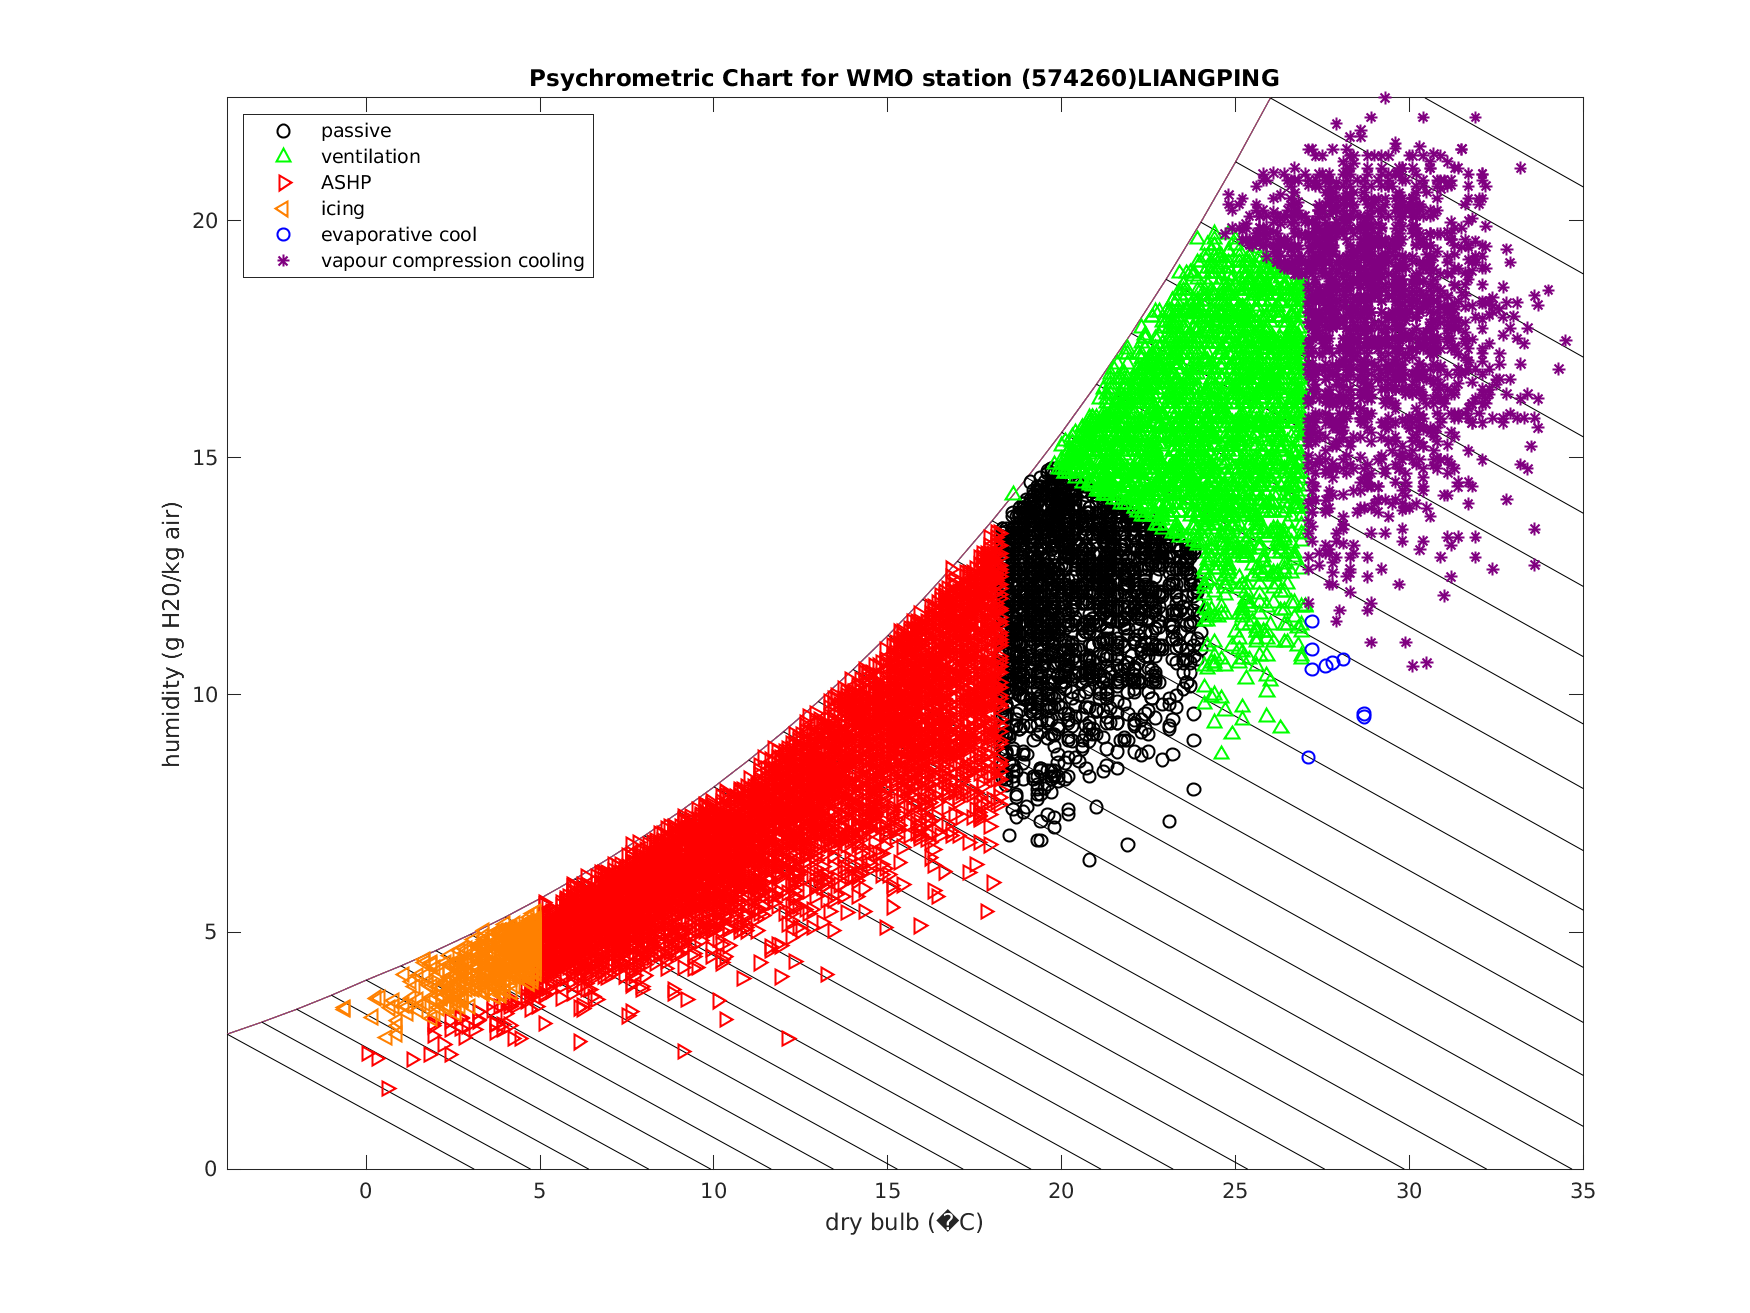 Psychrometric Chart for WMO station (574260)LIANGPING
passive
ventilation
ASHP
icing
evaporative cool
vapour compression cooling
humidity (g H20/kg air)
20
15
10
5
0
0 5 10 15 20 25 30 35
dry bulb (�C)